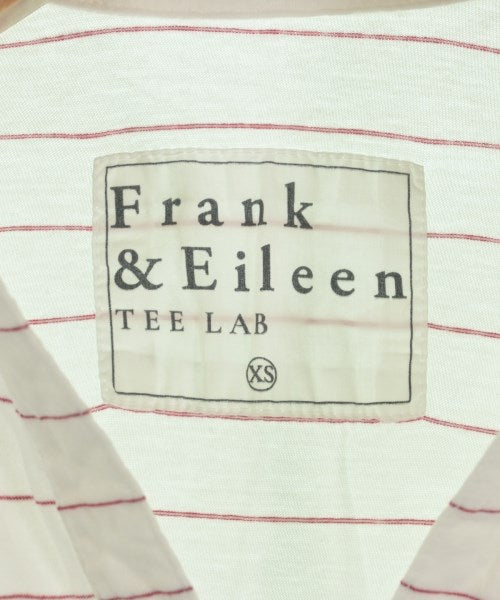 Frank
& Eileen
TEE LAB
XS